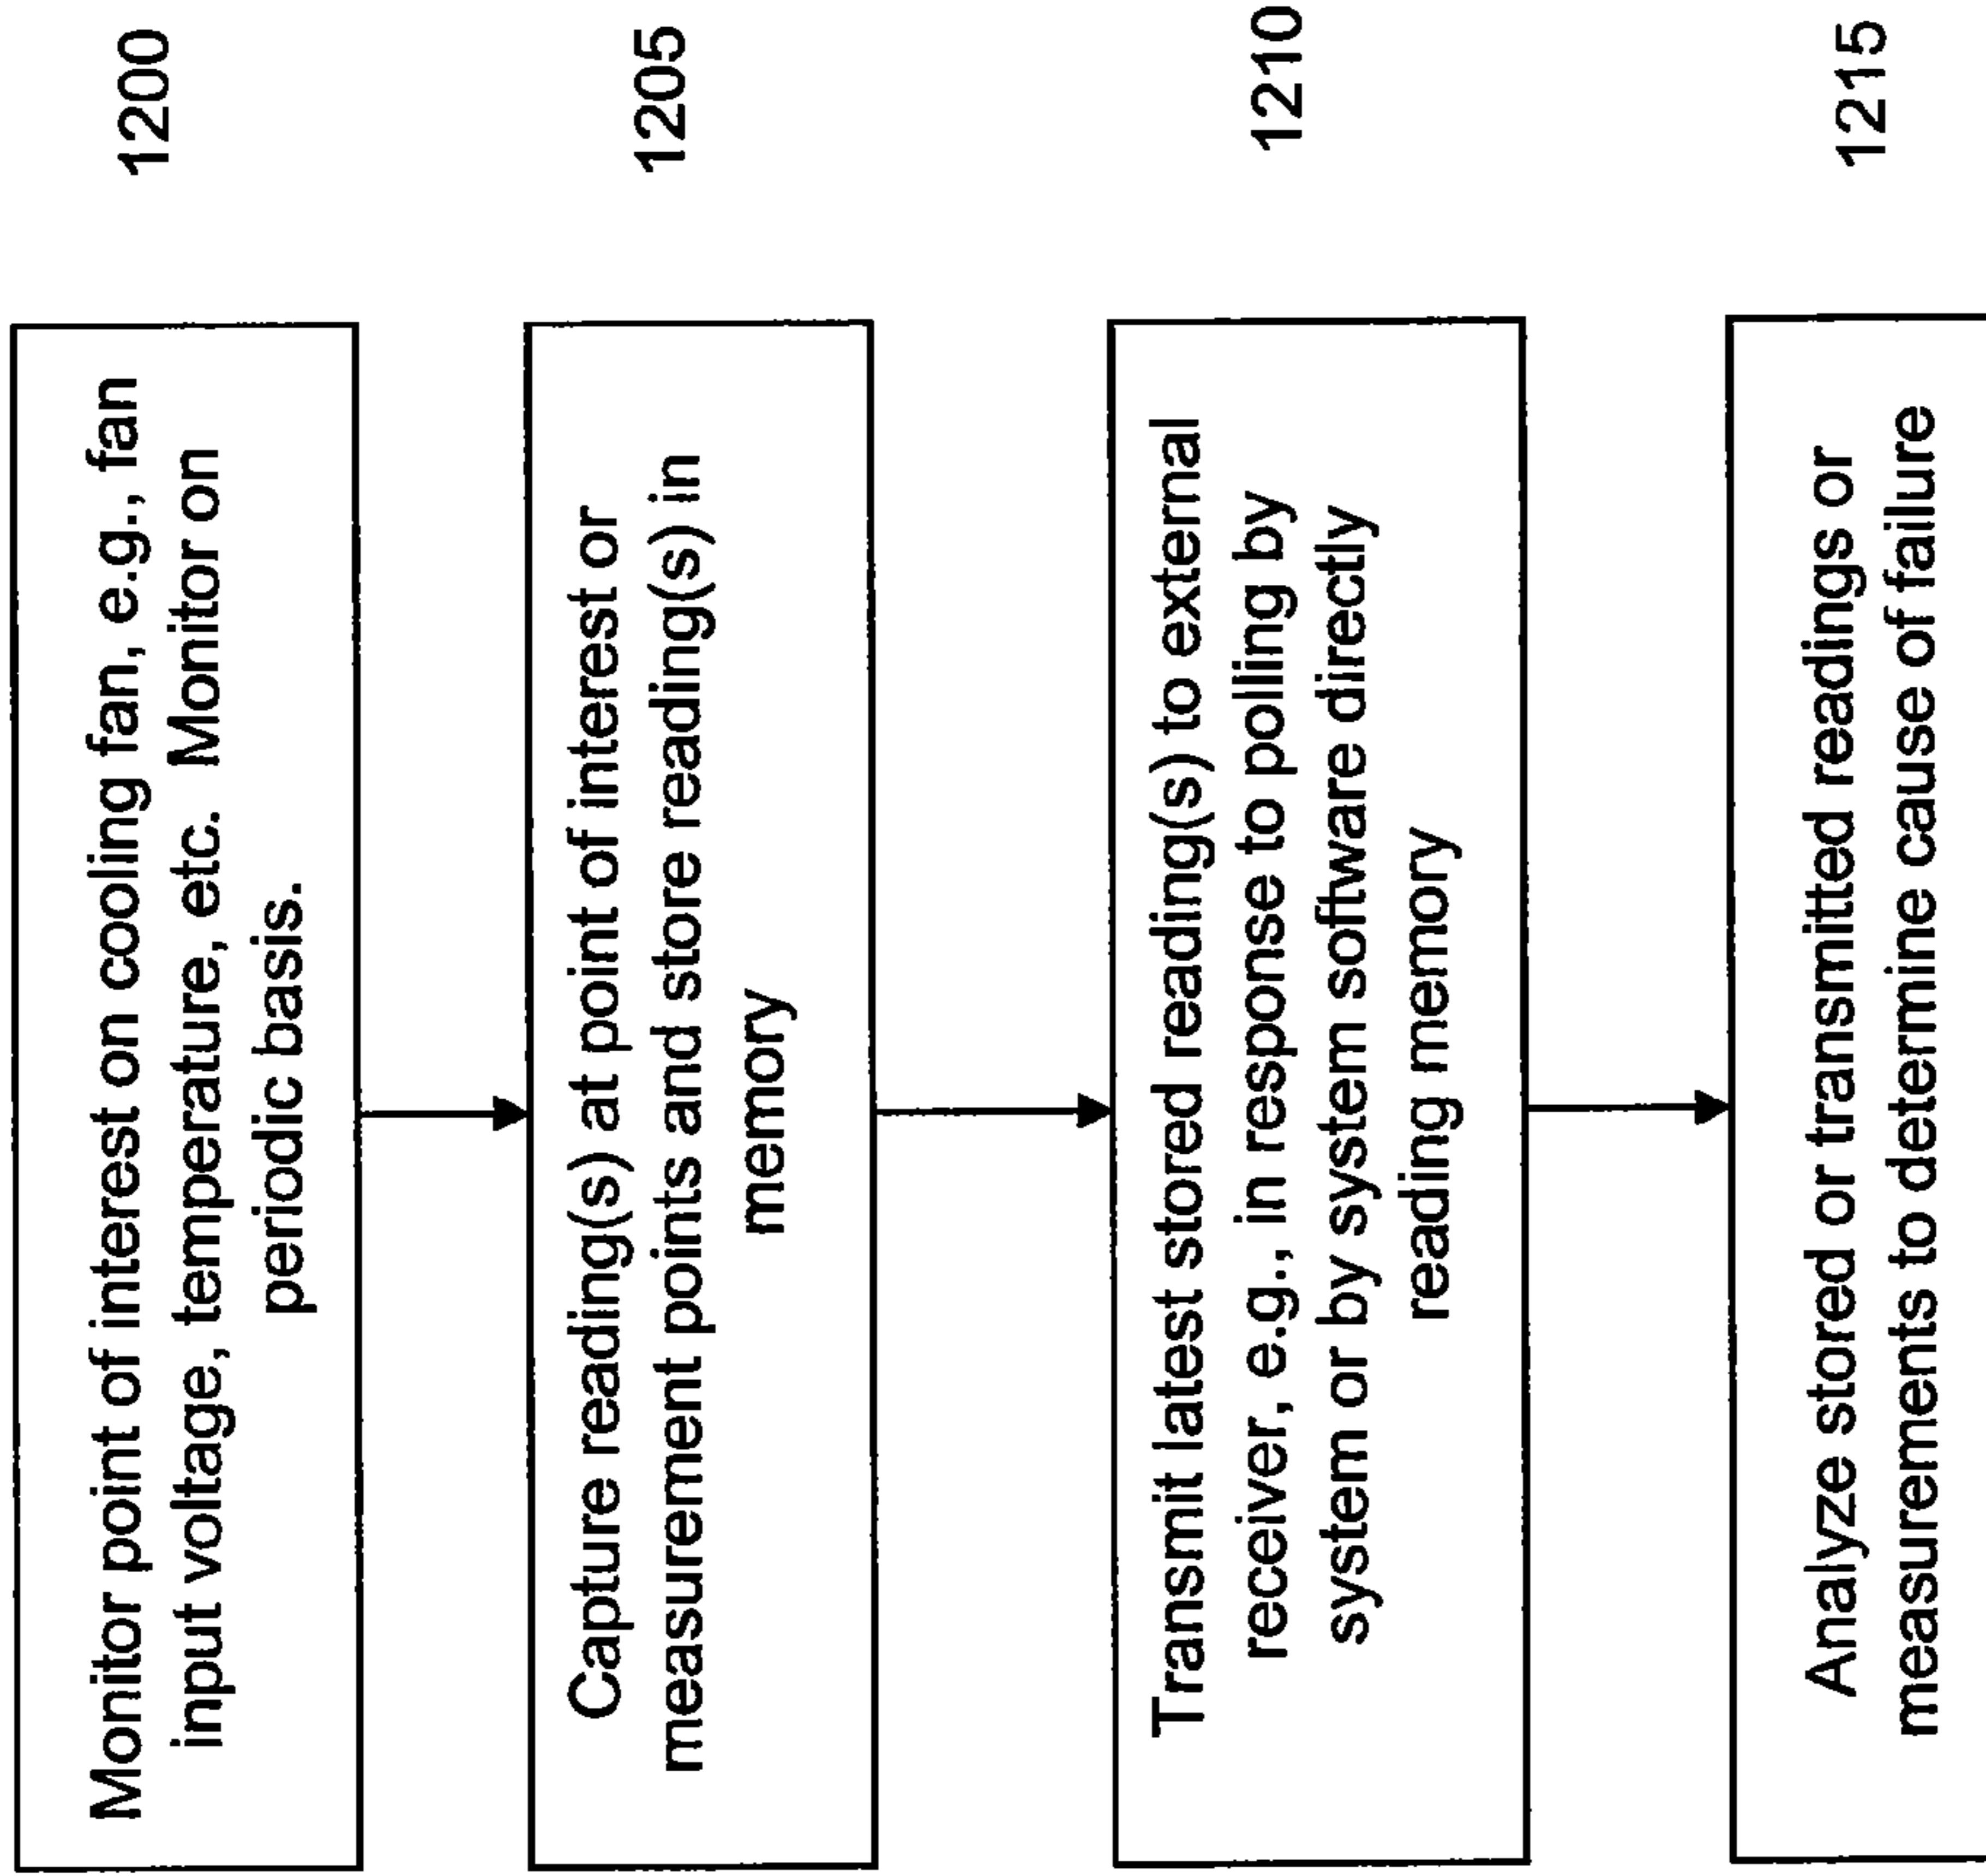 Monitor point of interest on cooling fan, e.g., fan
input voltage, temperature, etc.  Monitor on
periodic basis.
1200
Capture reading(s) at point of interest or
measurement points and store reading(s) in
memory
1205
Transmit latest stored reading(s) to external
receiver, e.g., in response to polling by
system or by system software directly
reading memory
1210
Analyze stored or transmitted readings or
measurements to determine cause of failure
1215